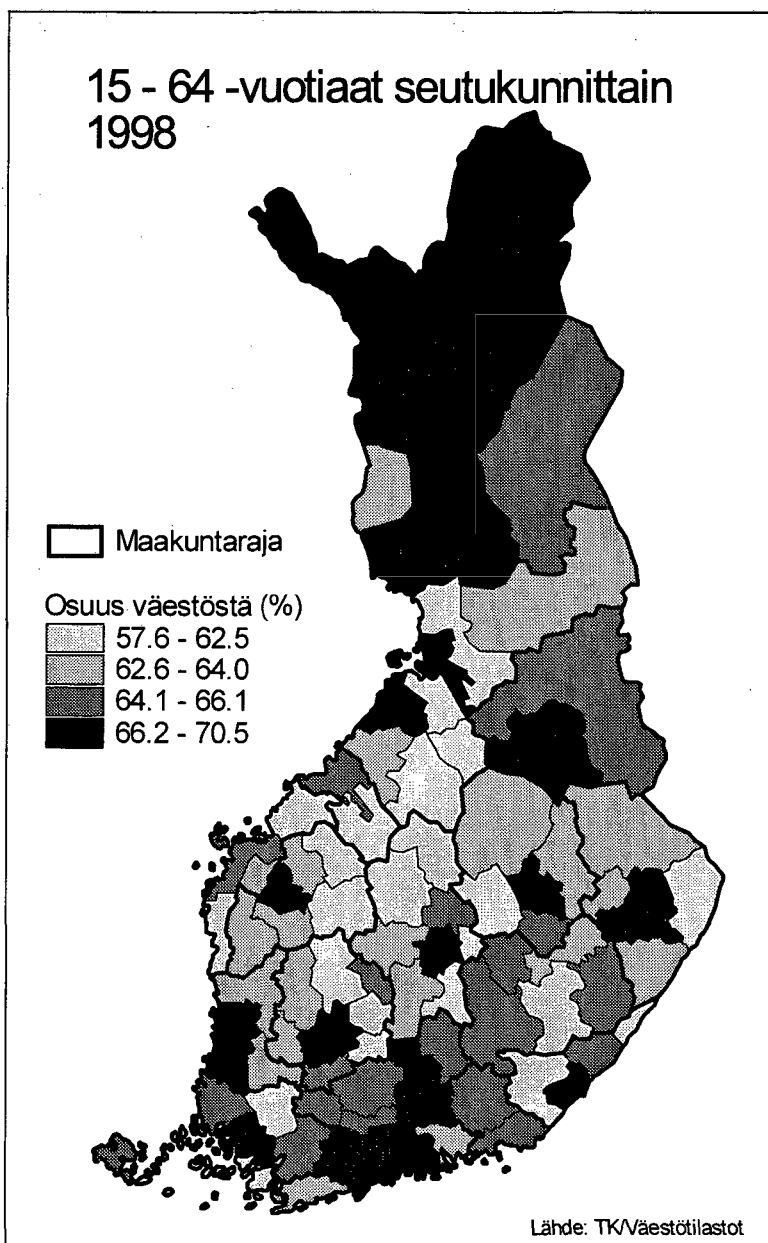 15 - 64 -vuotiaat seutukunnittain
1998
Maakuntaraja
Osuus väestöstä (%)
57.6 - 62.5
62.6 - 64.0
64.1 - 66.1
66.2 - 70.5
Lähde: TK/Väestötilastot